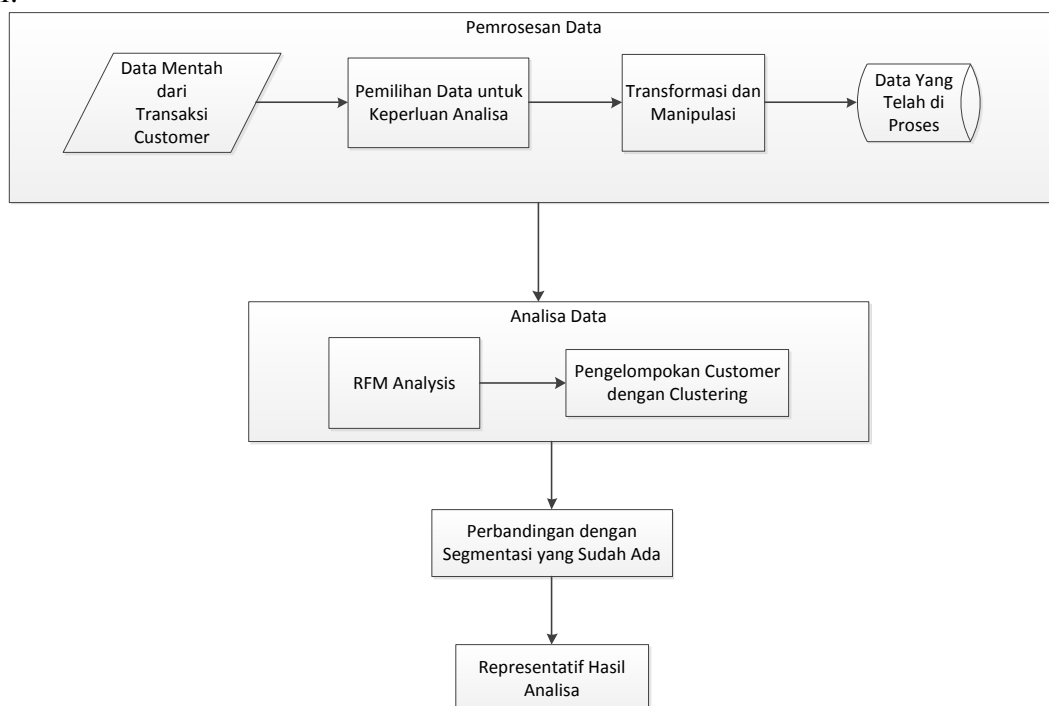 Pemrosesan Data
Data Mentah
dari
Transaksi
Customer
Pemilihan Data untuk
Keperluan Analisa
Transformasi dan
Manipulasi
Data Yang
Telah di
Proses
Analisa Data
RFM Analysis
Pengelompokan Customer
dengan Clustering
Perbandingan dengan
Segmentasi yang Sudah Ada
Representatif Hasil
Analisa